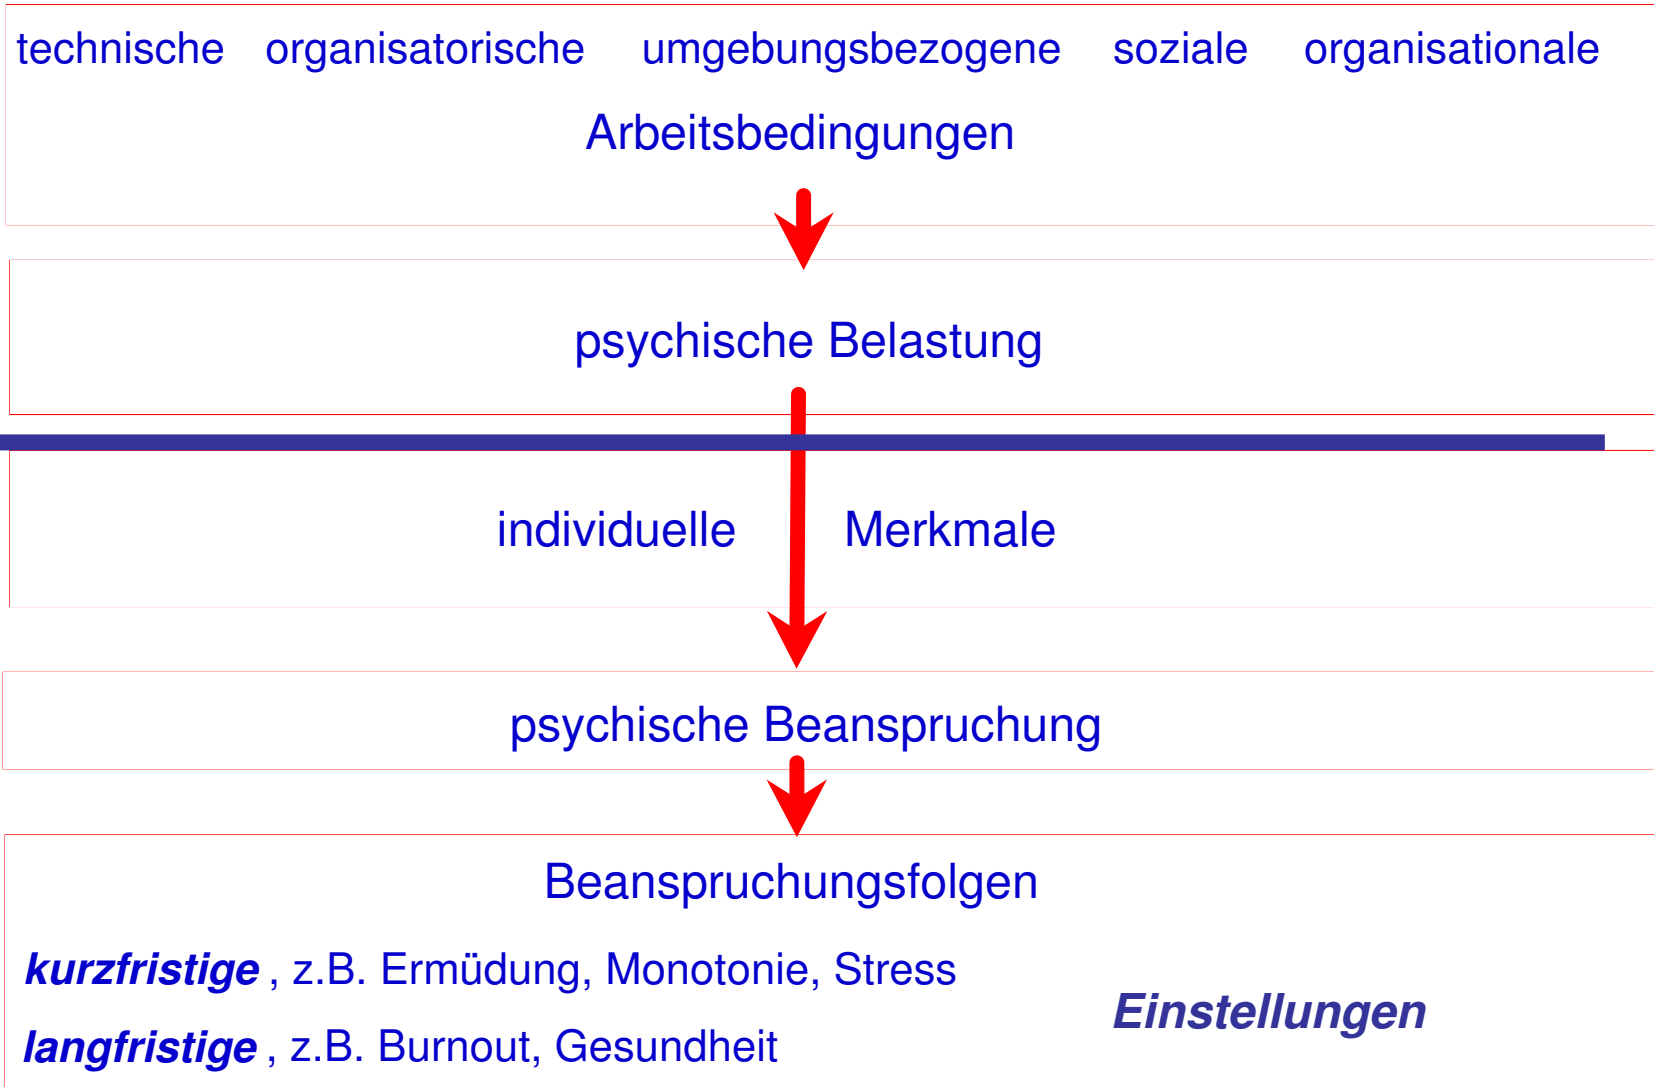 technische organisatorische umgebungsbezogene soziale organisationale
Arbeitsbedingungen
psychische Belastung
individuelle Merkmale
psychische Beanspruchung
Beanspruchungsfolgen
kurzfristige , z.B. Ermüdung, Monotonie, Stress
Einstellungen
langfristige , z.B. Burnout, Gesundheit